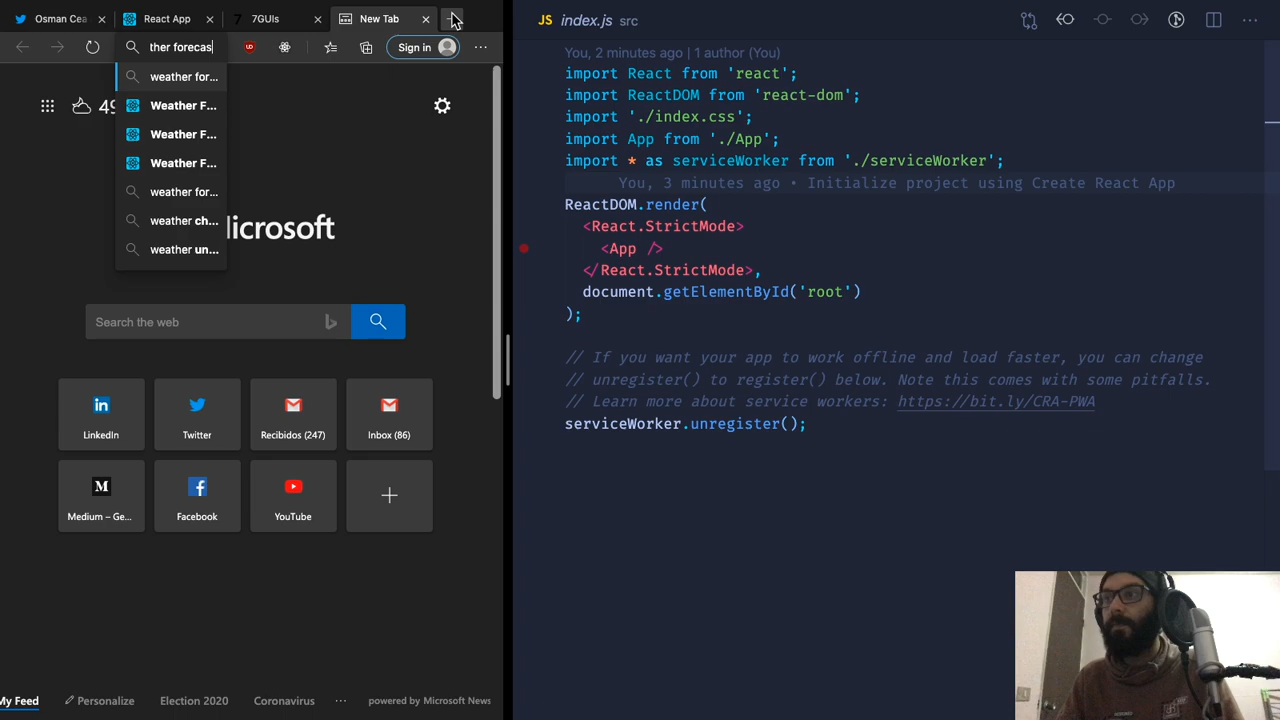 Osman Cea
React App
7GUIs
New Tab
ther forecas
Sign in
weather for...
Weather F...
Weather F...
Weather F...
weather for...
weather ch...
weather un...
49
icrosoft
Search the web
LinkedIn
Twitter
Recibidos (247)
Inbox (86)
Medium – Ge...
Facebook
YouTube
My Feed
Personalize
Election 2020
Coronavirus
...
powered by Microsoft News
JS index.js src
You, 2 minutes ago | 1 author (You)
import React from 'react';
import ReactDOM from 'react-dom';
import './index.css';
import App from './App';
import * as serviceWorker from './serviceWorker';
You, 3 minutes ago • Initialize project using Create React App
ReactDOM.render(
<React.StrictMode>
<App />
</React.StrictMode>,
document.getElementById('root')
);
// If you want your app to work offline and load faster, you can change
// unregister() to register() below. Note this comes with some pitfalls.
// Learn more about service workers: https://bit.ly/CRA-PWA
serviceWorker.unregister();